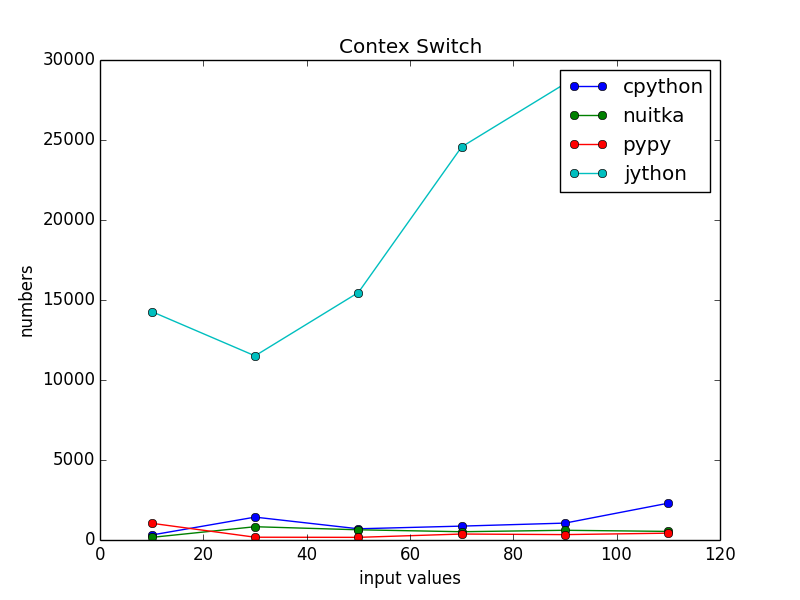 Contex Switch
30000
25000
20000
15000
10000
5000
0
numbers
cpython
nuitka
pypy
jython
0 20 40 60 80 100 120
input values